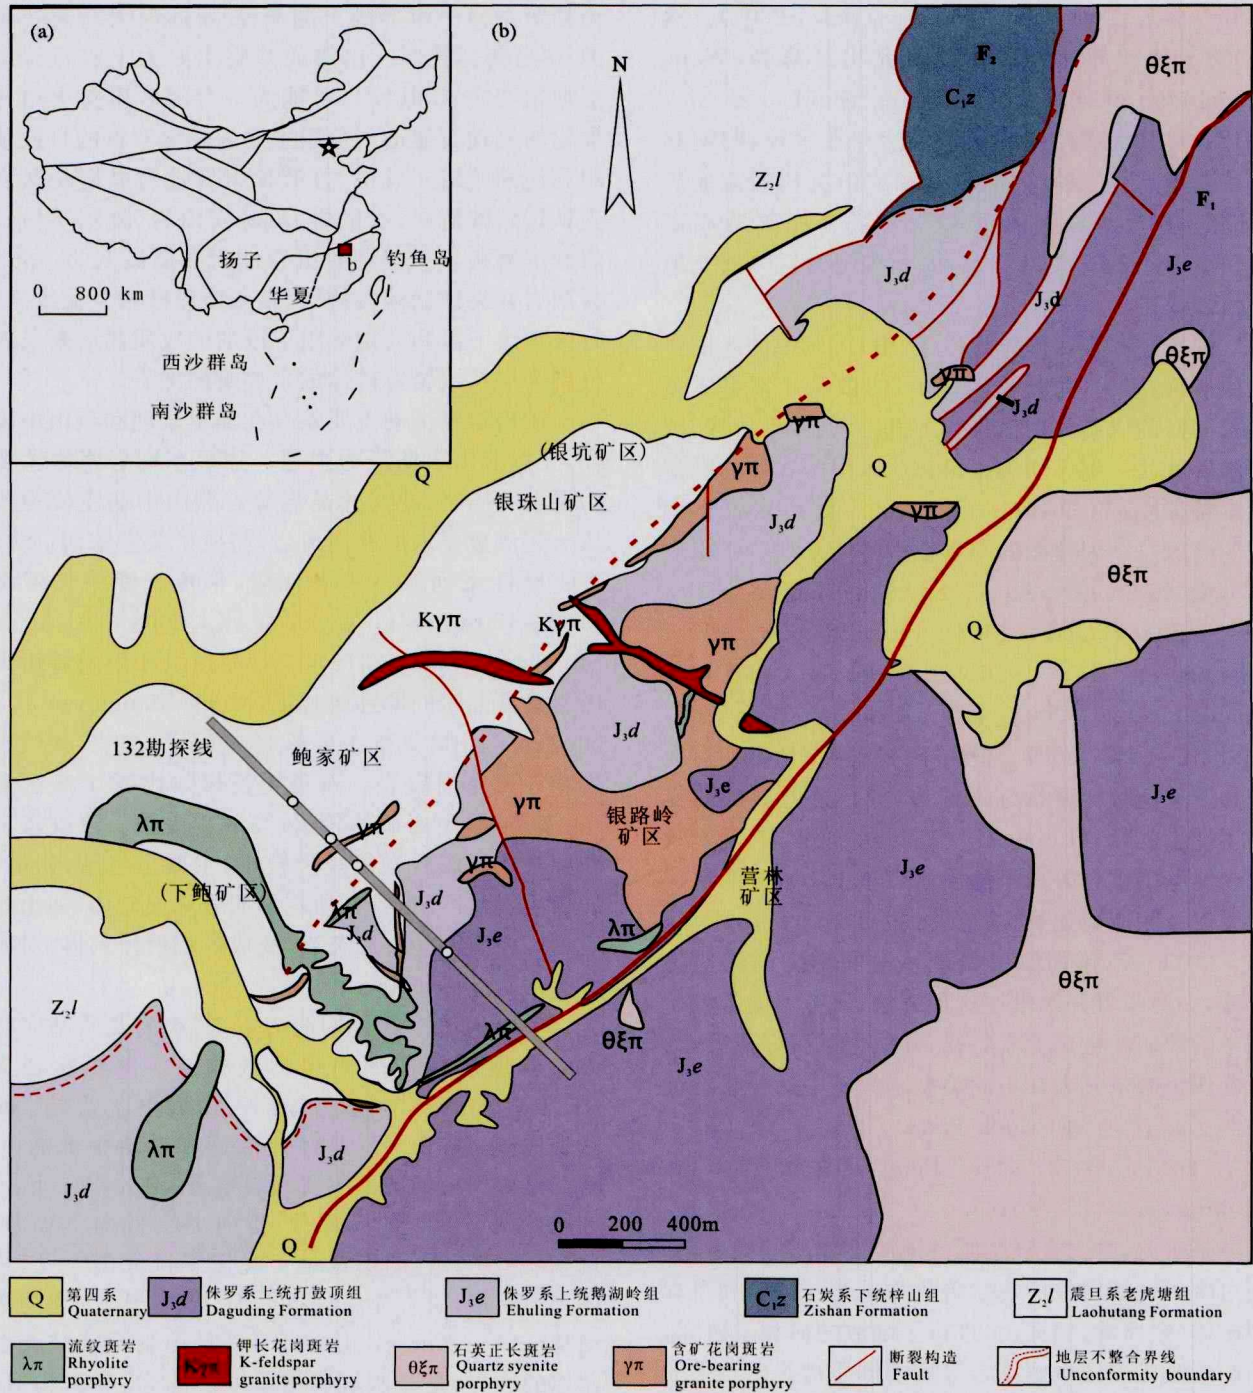 (a)
扬子
b
钓鱼岛
0 800 km
华夏
西沙群岛
南沙群岛
(b)
N
F₂
C₁z
θξπ
Z₂l
F₁
J₃d
J₃e
J₃d
γπ
θξπ
J₃d
γπ
(银坑矿区)
Q
γπ
Q
银珠山矿区
J₃d
γπ
θξπ
Kγπ
Kγπ
γπ
Q
J₃d
132勘探线
鲍家矿区
J₃e
J₃e
γπ
银路岭
矿区
λπ
γπ
γπ
营林
矿区
J₃e
(下鲍矿区)
J₃d
λπ
J₃d
J₃e
λπ
θξπ
Z₂l
λπ
θξπ
J₃e
λπ
J₃d
J₃d
Q
0 200 400m
Q 第四系
Quaternary
J₃d 侏罗系上统打鼓顶组
Daguding Formation
J₃e 侏罗系上统鹅湖岭组
Ehuling Formation
C₁z 石炭系下统梓山组
Zishan Formation
Z₂l 震旦系老虎塘组
Laohutang Formation
λπ 流纹斑岩
Rhyolite
porphyry
Kγπ 钾长花岗斑岩
K-feldspar
granite porphyry
θξπ 石英正长斑岩
Quartz syenite
porphyry
γπ 含矿花岗斑岩
Ore-bearing
granite porphyry
断裂构造
Fault
地层不整合界线
Unconformity boundary